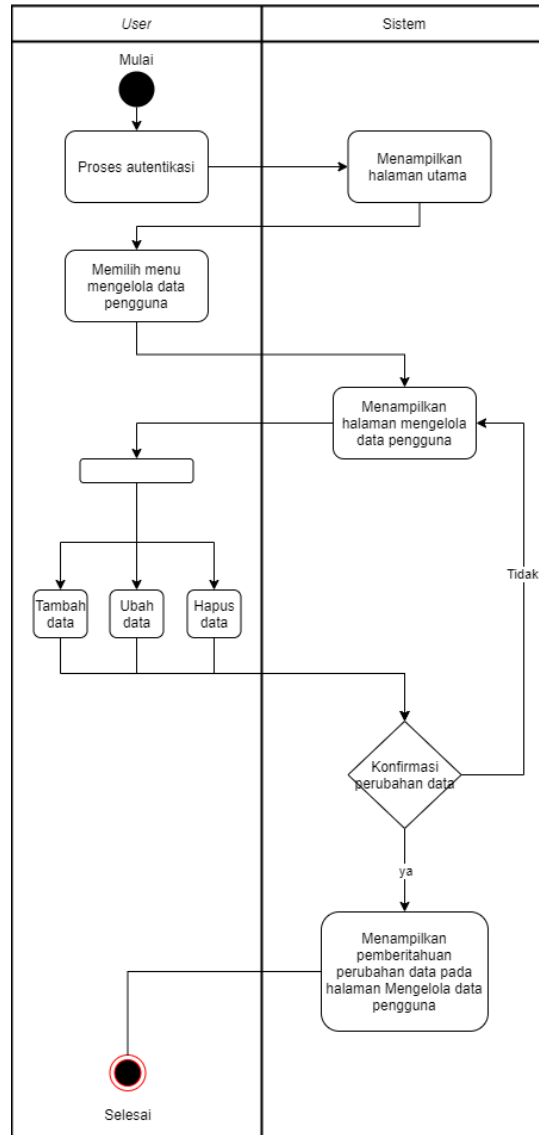 User
Sistem
Mulai
Proses autentikasi
Menampilkan
halaman utama
Memilih menu
mengelola data
pengguna
Menampilkan
halaman mengelola
data pengguna
Tidak
Tambah
data
Ubah
data
Hapus
data
Konfirmasi
perubahan data
ya
Menampilkan
pemberitahuan
perubahan data pada
halaman Mengelola data
pengguna
Selesai